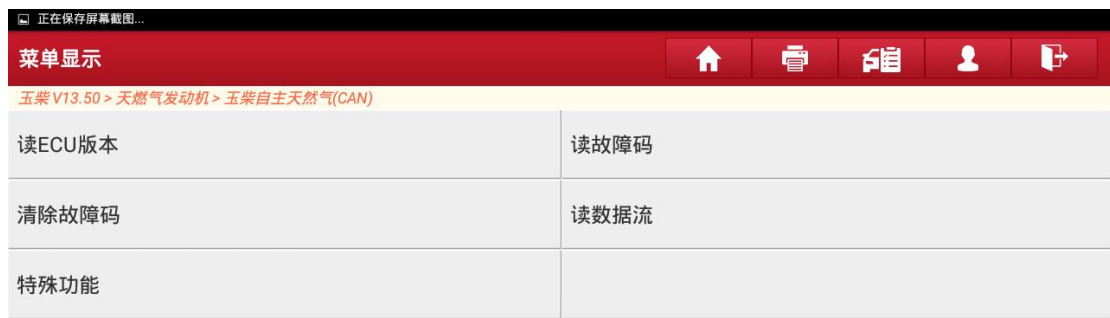 正在保存屏幕截图...
菜单显示
玉柴 V13.50 > 天燃气发动机 > 玉柴自主天然气(CAN)
读ECU版本
读故障码
清除故障码
读数据流
特殊功能